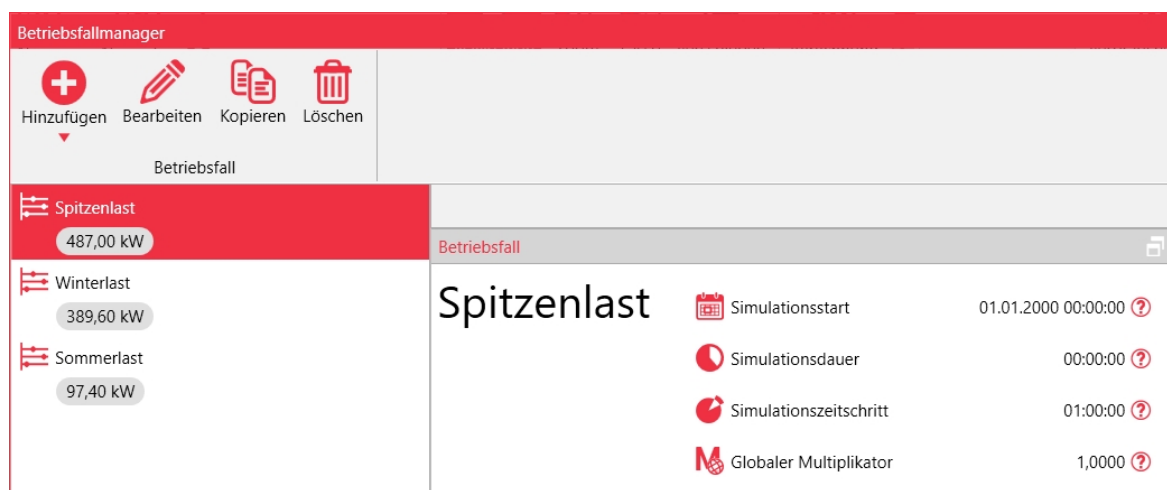 Betriebsfallmanager
Hinzufügen Bearbeiten Kopieren Löschen
Betriebsfall
Spitzenlast
487,00 kW
Winterlast
389,60 kW
Sommerlast
97,40 kW
Betriebsfall
Spitzenlast
Simulationsstart 01.01.2000 00:00:00 ?
Simulationsdauer 00:00:00 ?
Simulationszeitschritt 01:00:00 ?
M Globaler Multiplikator 1,0000 ?